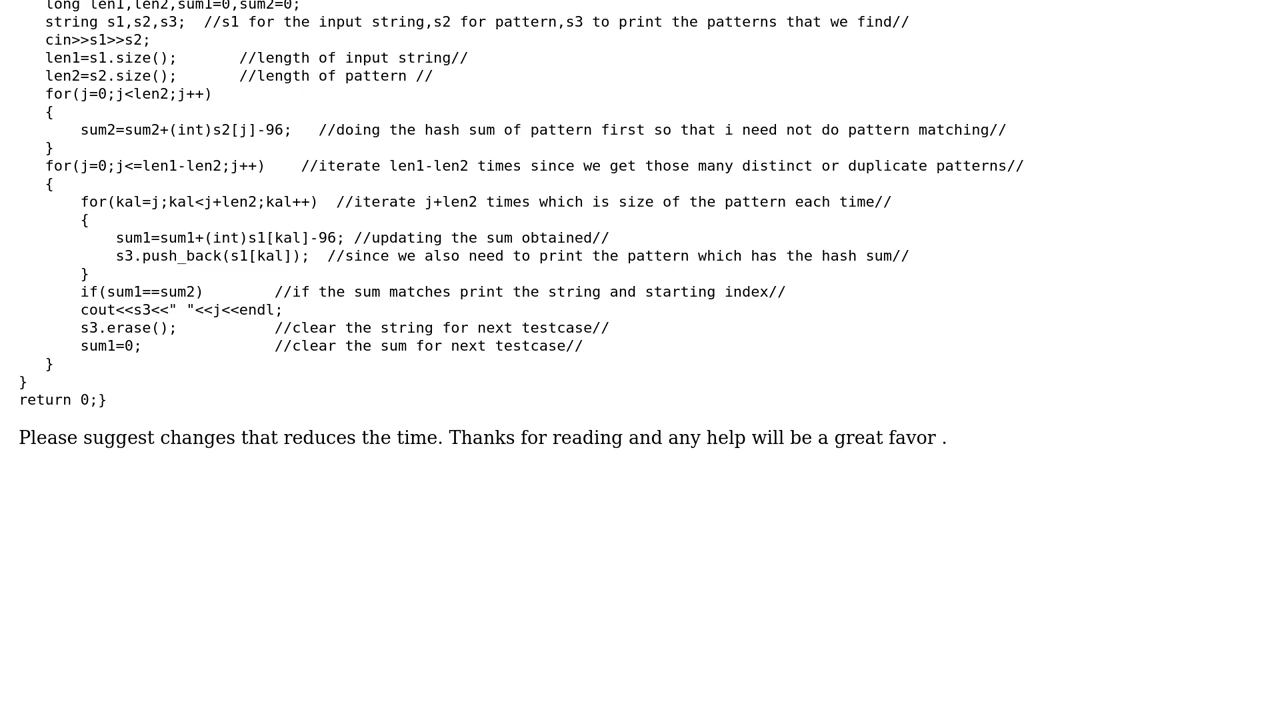 long len1,len2,sum1=0,sum2=0;
string s1,s2,s3;  //s1 for the input string,s2 for pattern,s3 to print the patterns that we find//
cin>>s1>>s2;
len1=s1.size();       //length of input string//
len2=s2.size();       //length of pattern //
for(j=0;j<len2;j++)
{
sum2=sum2+(int)s2[j]-96;   //doing the hash sum of pattern first so that i need not do pattern matching//
}
for(j=0;j<=len1-len2;j++)    //iterate len1-len2 times since we get those many distinct or duplicate patterns//
{
for(kal=j;kal<j+len2;kal++)  //iterate j+len2 times which is size of the pattern each time//
{
sum1=sum1+(int)s1[kal]-96; //updating the sum obtained//
s3.push_back(s1[kal]);  //since we also need to print the pattern which has the hash sum//
}
if(sum1==sum2)        //if the sum matches print the string and starting index//
cout<<s3<<" "<<j<<endl;
s3.erase();           //clear the string for next testcase//
sum1=0;               //clear the sum for next testcase//
}
}
return 0;}
Please suggest changes that reduces the time. Thanks for reading and any help will be a great favor .